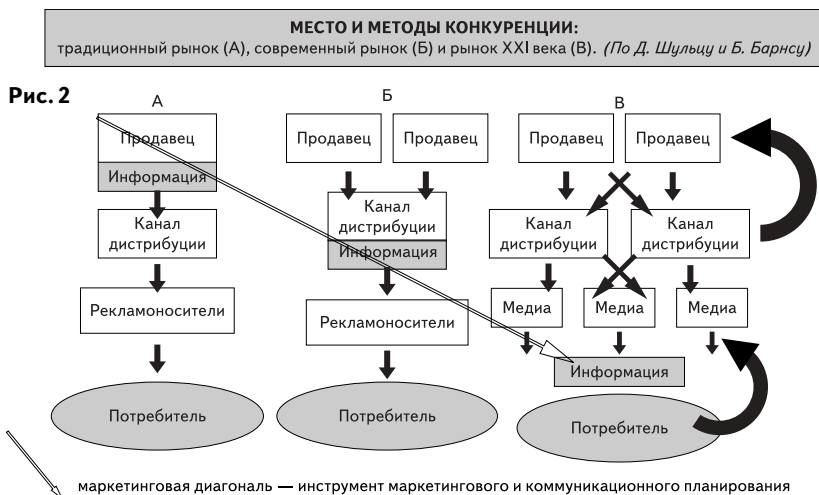 МЕСТО И МЕТОДЫ КОНКУРЕНЦИИ:
традиционный рынок (А), современный рынок (Б) и рынок XXI века (В). (По Д. Шульцу и Б. Барнсу)
Рис. 2
А
Продавец
Информация
Канал
дистрибуции
Рекламоносители
Потребитель
Б
Продавец
Продавец
Канал
дистрибуции
Информация
Рекламоносители
Потребитель
В
Продавец
Продавец
Канал
дистрибуции
Канал
дистрибуции
Медиа
Медиа
Медиа
Информация
Потребитель
маркетинговая диагональ — инструмент маркетингового и коммуникационного планирования